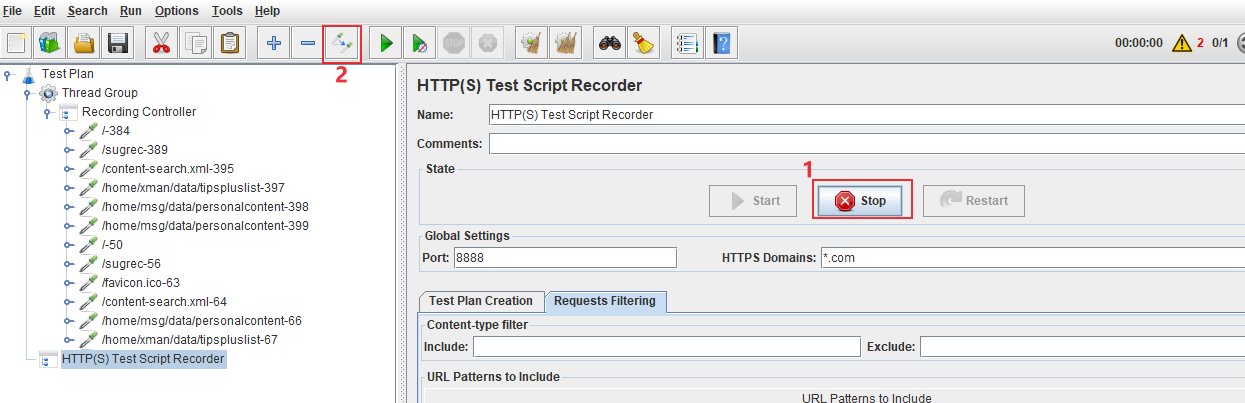 File Edit Search Run Options Tools Help
00:00:00 2 0/1
2
Test Plan
Thread Group
Recording Controller
/-384
/sugrec-389
/content-search.xml-395
/home/xman/data/tipspluslist-397
/home/msg/data/personalcontent-398
/home/msg/data/personalcontent-399
/-50
/sugrec-56
/favicon.ico-63
/content-search.xml-64
/home/msg/data/personalcontent-66
/home/xman/data/tipspluslist-67
HTTP(S) Test Script Recorder
HTTP(S) Test Script Recorder
Name: HTTP(S) Test Script Recorder
Comments:
State
1
Start Stop Restart
Global Settings
Port: 8888 HTTPS Domains: *.com
Test Plan Creation Requests Filtering
Content-type filter
Include: Exclude:
URL Patterns to Include
URL Patterns to Include